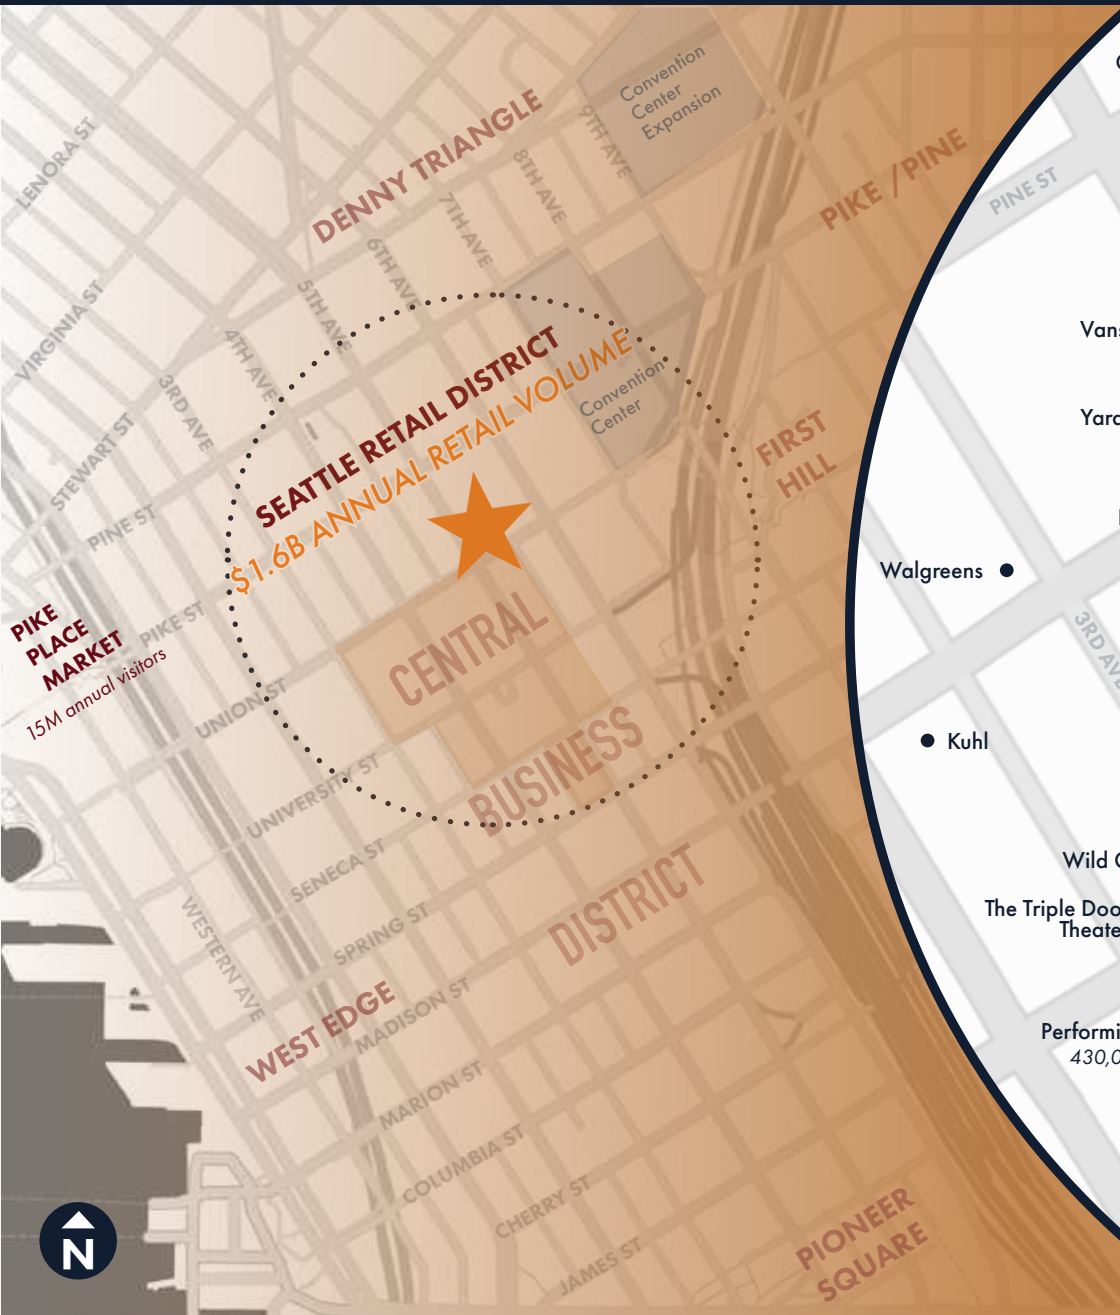 Convention
Center
Expansion
DENNY TRIANGLE
9TH AVE
8TH AVE
7TH AVE
6TH AVE
5TH AVE
4TH AVE
3RD AVE
LENORA ST
VIRGINIA ST
STEWART ST
PINE ST
PIKE / PINE
PINE ST
SEATTLE RETAIL DISTRICT
$1.6B ANNUAL RETAIL VOLUME
Convention
Center
FIRST
HILL
Vans
Walgreens
3RD AVE
Kuhl
PIKE
PLACE
MARKET
15M annual visitors
PIKE ST
UNION ST
UNIVERSITY ST
SENECA ST
SPRING ST
MADISON ST
MARION ST
COLUMBIA ST
CHERRY ST
JAMES ST
WESTERN AVE
WEST EDGE
CENTRAL
BUSINESS
DISTRICT
Wild
The Triple
PIONEER
SQUARE
N